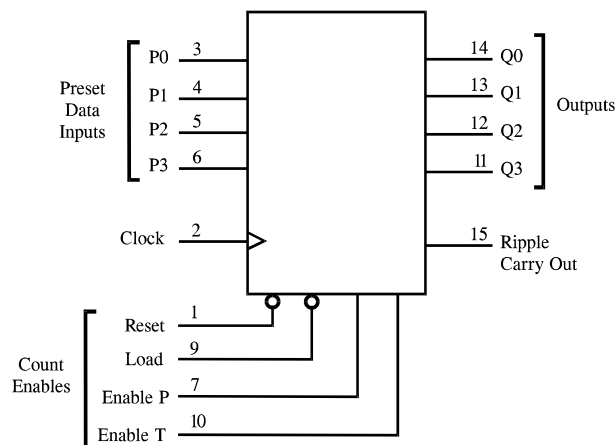 P0 3
P1 4
P2 5
P3 6
Preset
Data
Inputs
Clock 2
Reset 1
Load 9
Enable P 7
Enable T 10
Count
Enables
14 Q0
13 Q1
12 Q2
11 Q3
Outputs
15 Ripple
Carry Out